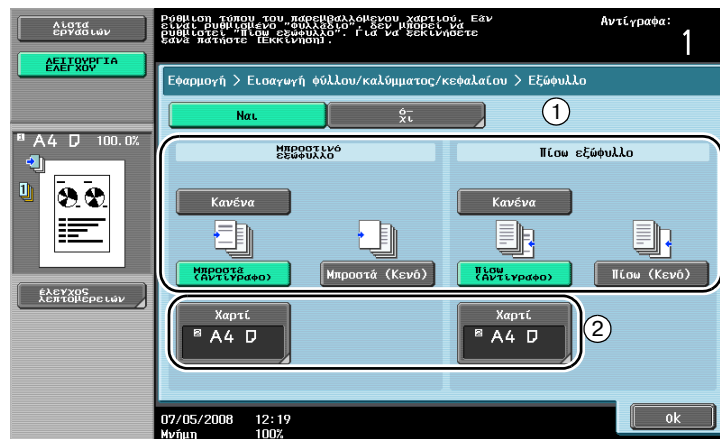 Λίστα
εργασιών
ΛΕΙΤΟΥΡΓΙΑ
ΕΛΕΓΧΟΥ
A4 100.0%
έλεγχος
λεπτομερειών
Ρύθμιση τύπου του παρεμβαλλόμενου χαρτιού. Εάν
είναι ρυθμισμένο "φυλλάδιο", δεν μπορεί να
ρυθμιστεί "Πίσω εξώφυλλο". Για να ξεκινήσετε
ξανά πατήστε [Εκκίνηση].
Αντίγραφα:
1
Εφαρμογή > Εισαγωγή φύλλου/καλύμματος/κεφαλαίου > Εξώφυλλο
Ναι
ό-
χι
1
Μπροστινό
εξώφυλλο
Πίσω εξώφυλλο
Κανένα
Κανένα
Μπροστά
(Αντίγραφο)
Μπροστά (Κενό)
Πίσω
(Αντίγραφο)
Πίσω (Κενό)
Χαρτί
2 A4
Χαρτί
2 A4
2
07/05/2008 12:19
Μνήμη 100%
Ok